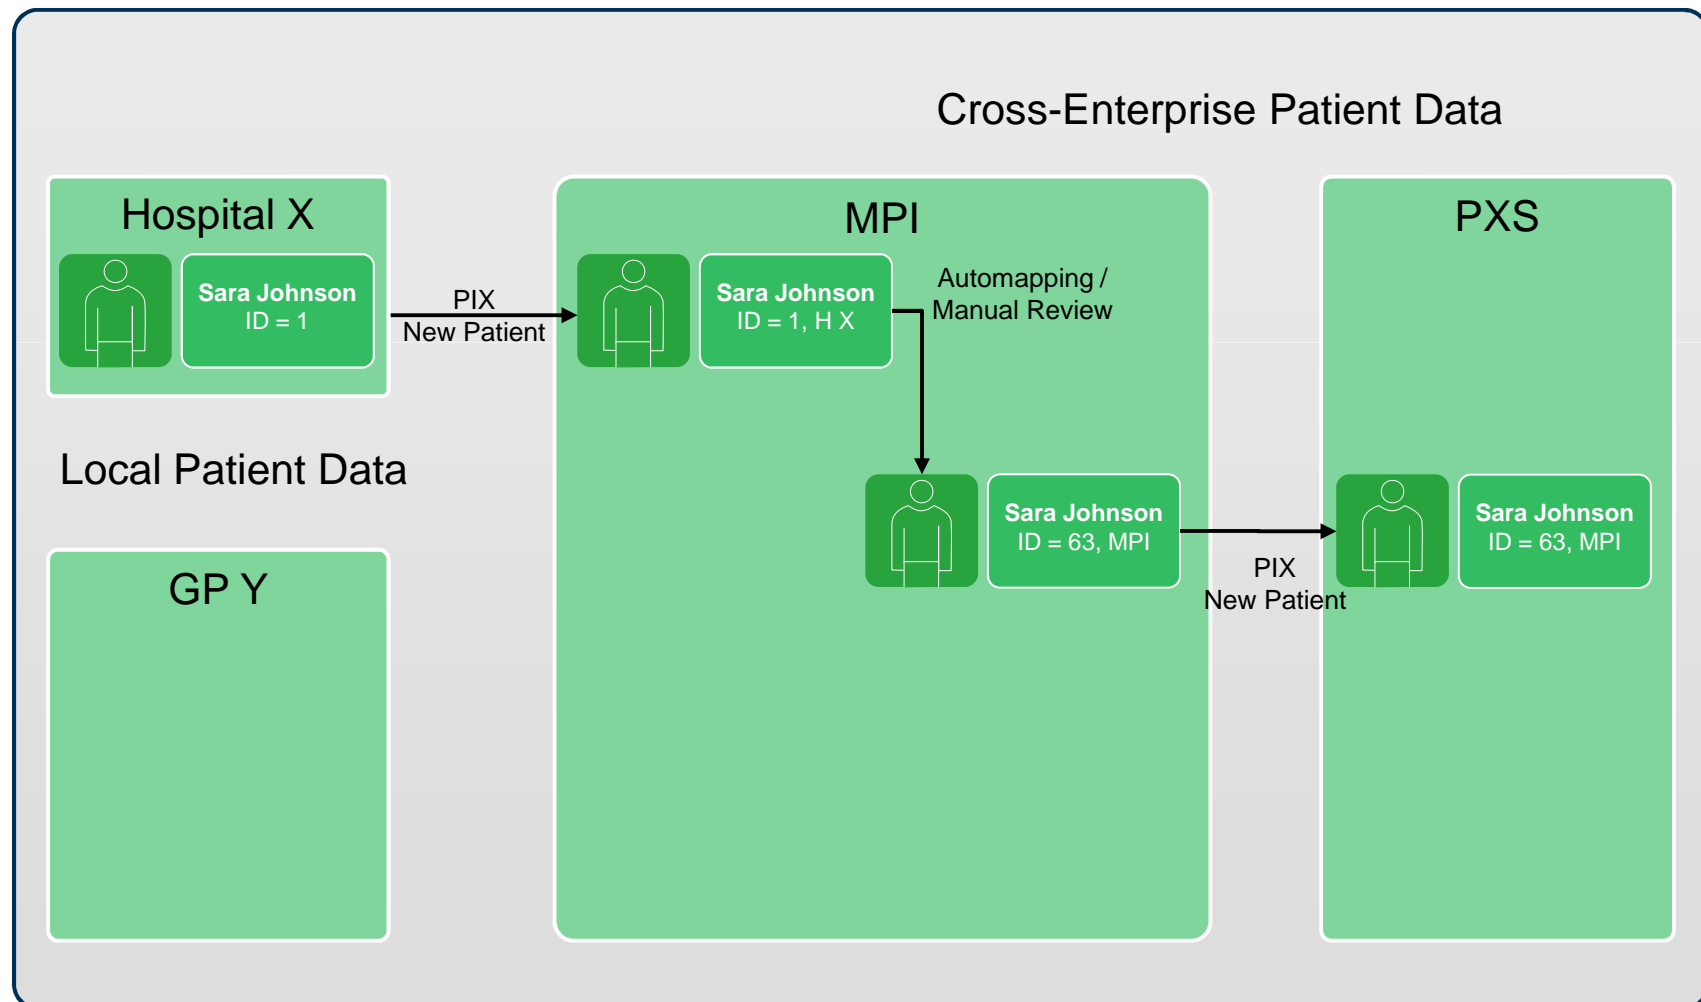 Cross-Enterprise Patient Data
Hospital X
Sara Johnson
ID = 1
PIX
New Patient
MPI
Sara Johnson
ID = 1, H X
Automapping /
Manual Review
Sara Johnson
ID = 63, MPI
PIX
New Patient
PXS
Sara Johnson
ID = 63, MPI
Local Patient Data
GP Y